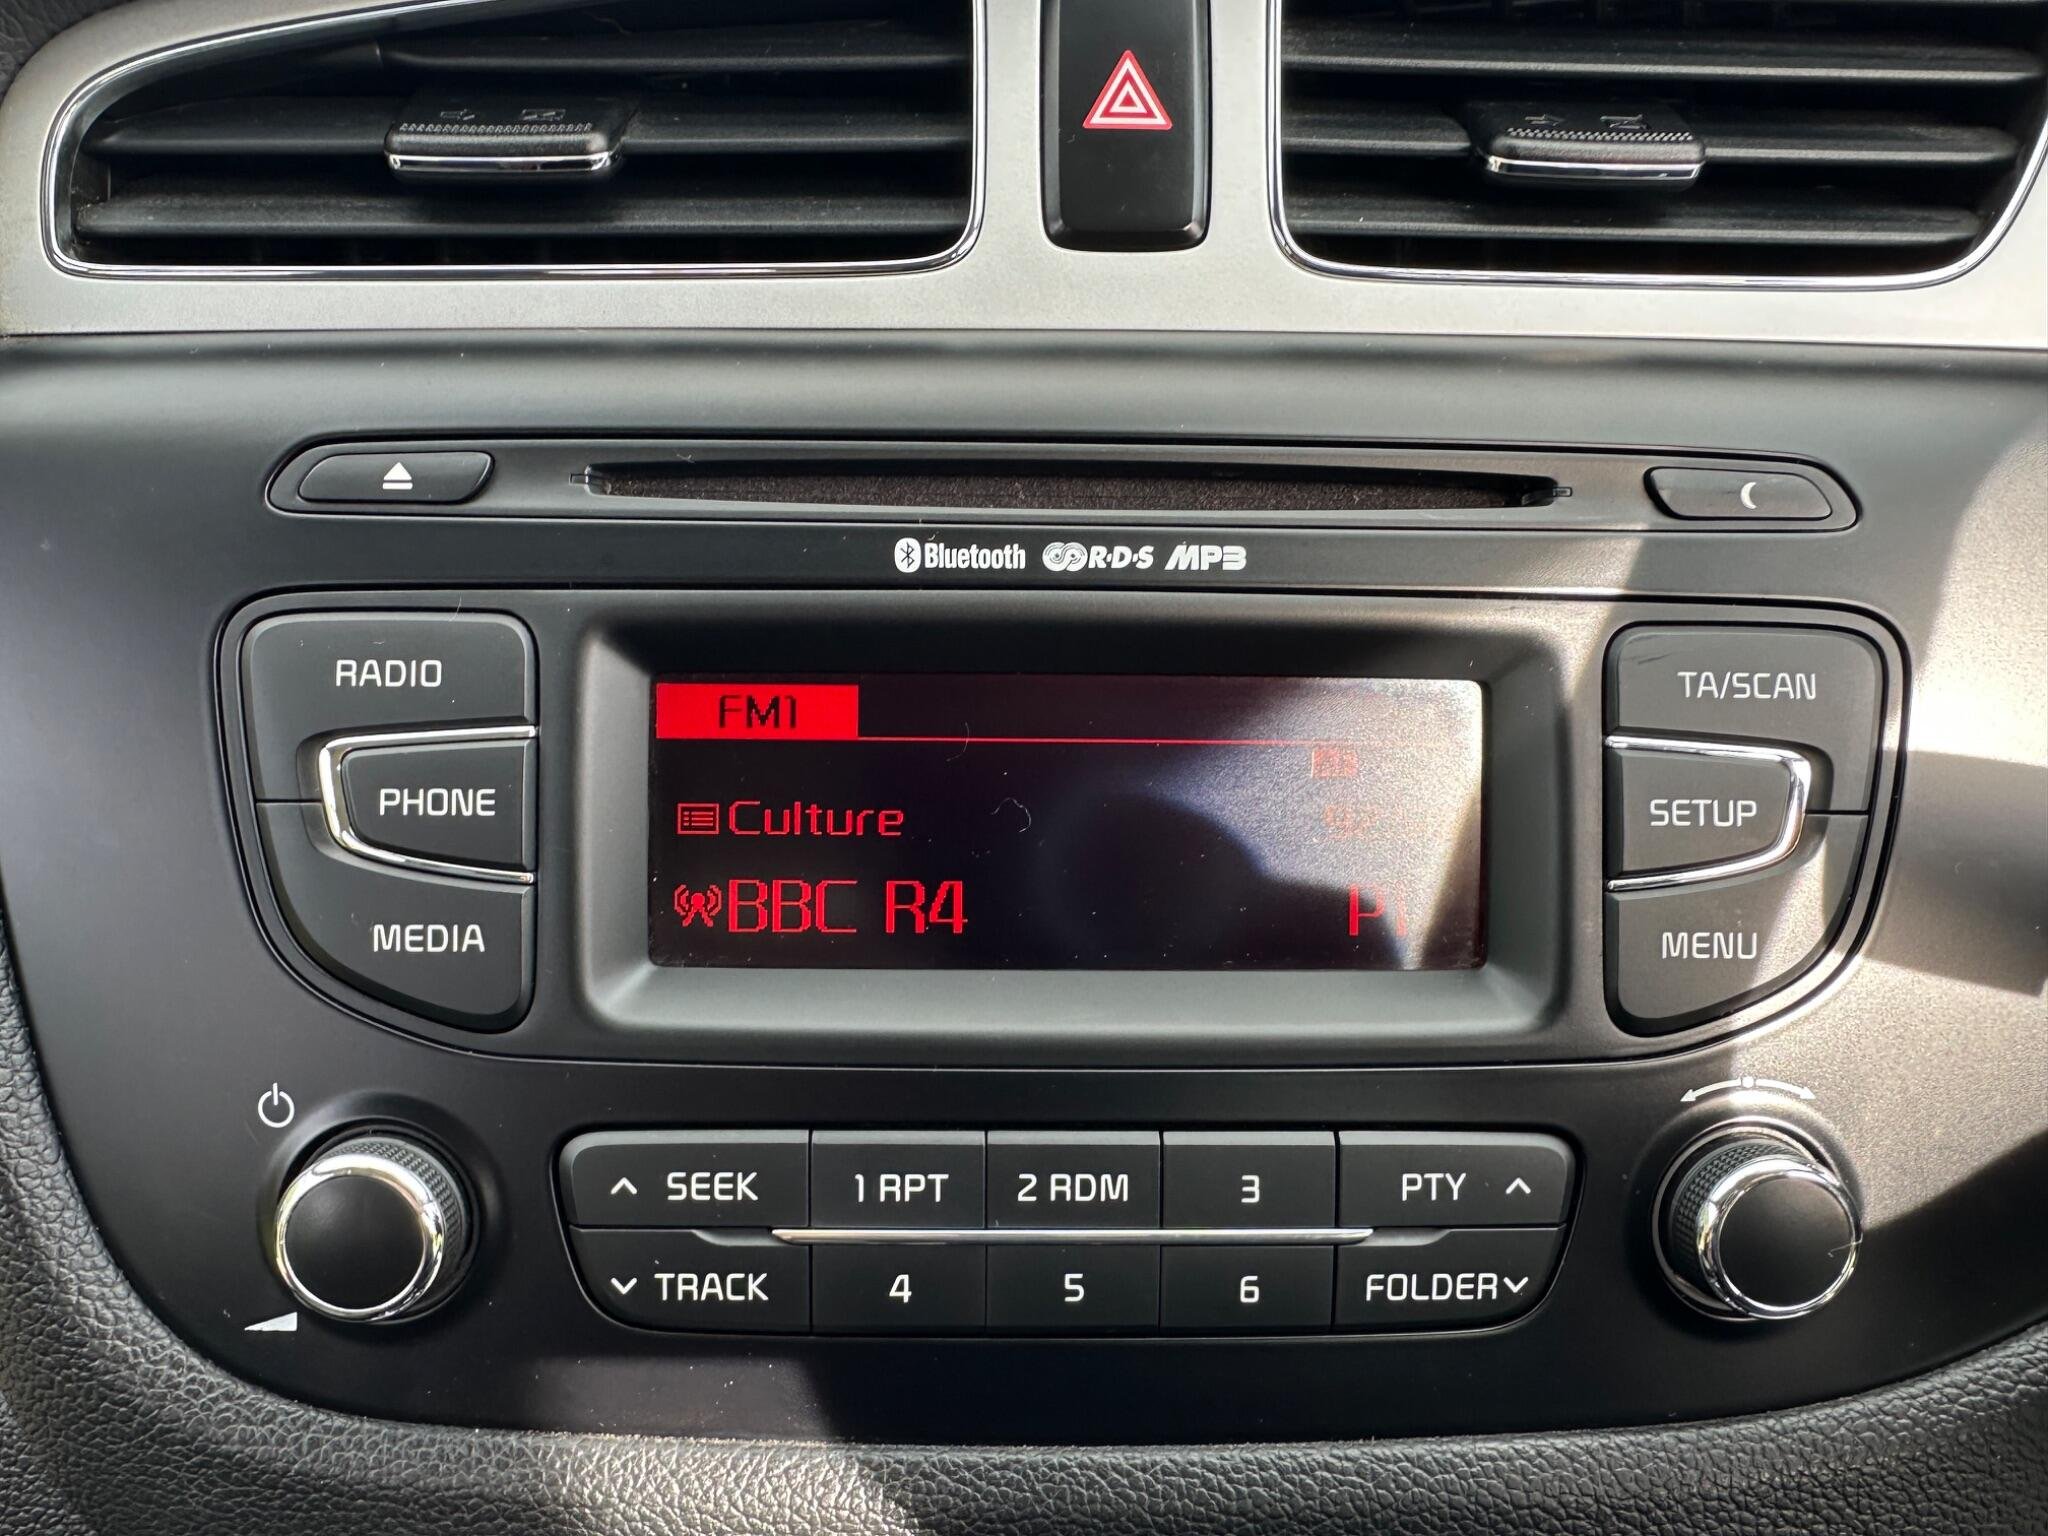 Bluetooth R·D·S MP3
RADIO
PHONE
MEDIA
FM1
Culture
BBC R4 P1
TA/SCAN
SETUP
MENU
SEEK 1 RPT 2 RDM 3 PTY
TRACK 4 5 6 FOLDER